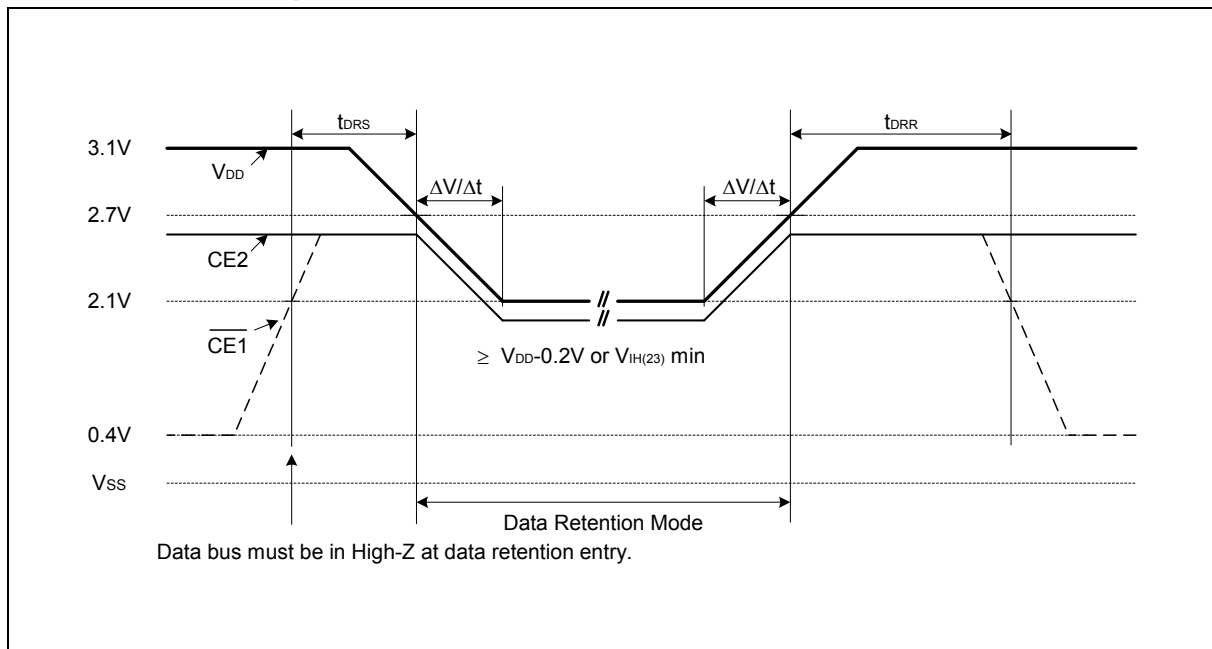 tDRS
tDRR
3.1V
VDD
ΔV/Δt
ΔV/Δt
2.7V
CE2
2.1V
CE1
≥ VDD-0.2V or VIH(23) min
0.4V
VSS
Data Retention Mode
Data bus must be in High-Z at data retention entry.